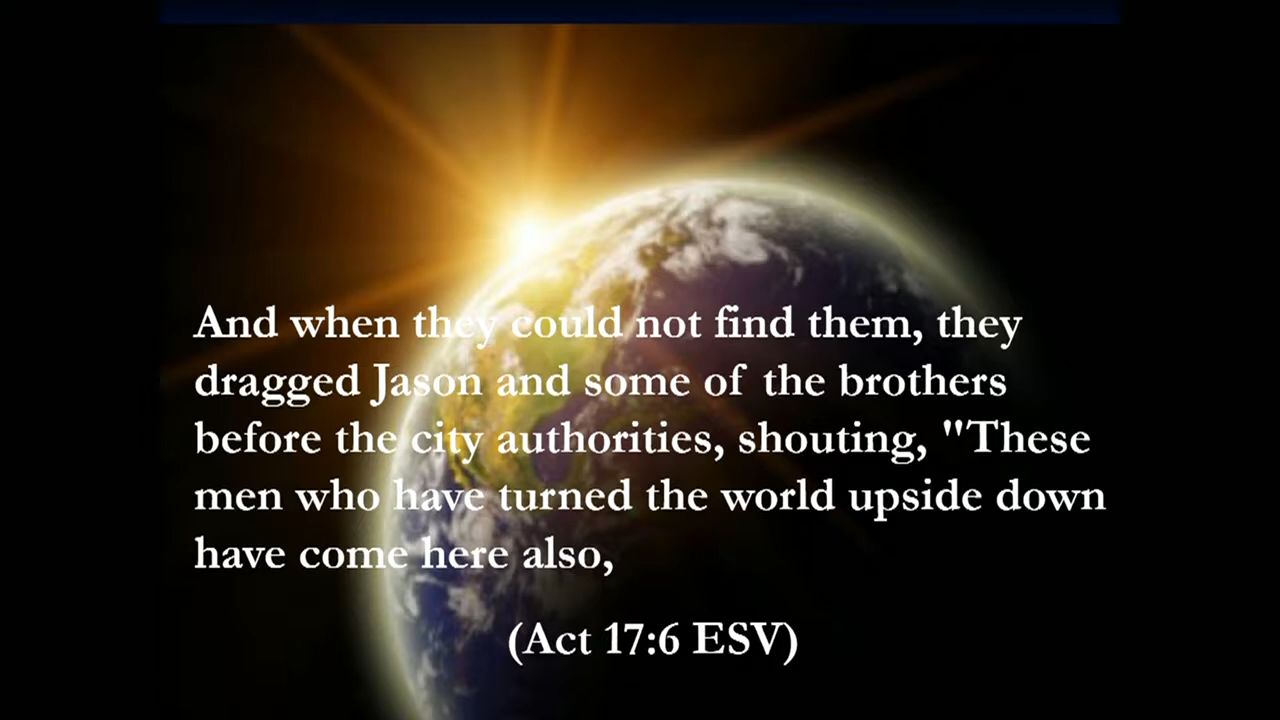 And when they could not find them, they
dragged Jason and some of the brothers
before the city authorities, shouting, "These
men who have turned the world upside down
have come here also,
(Act 17:6 ESV)